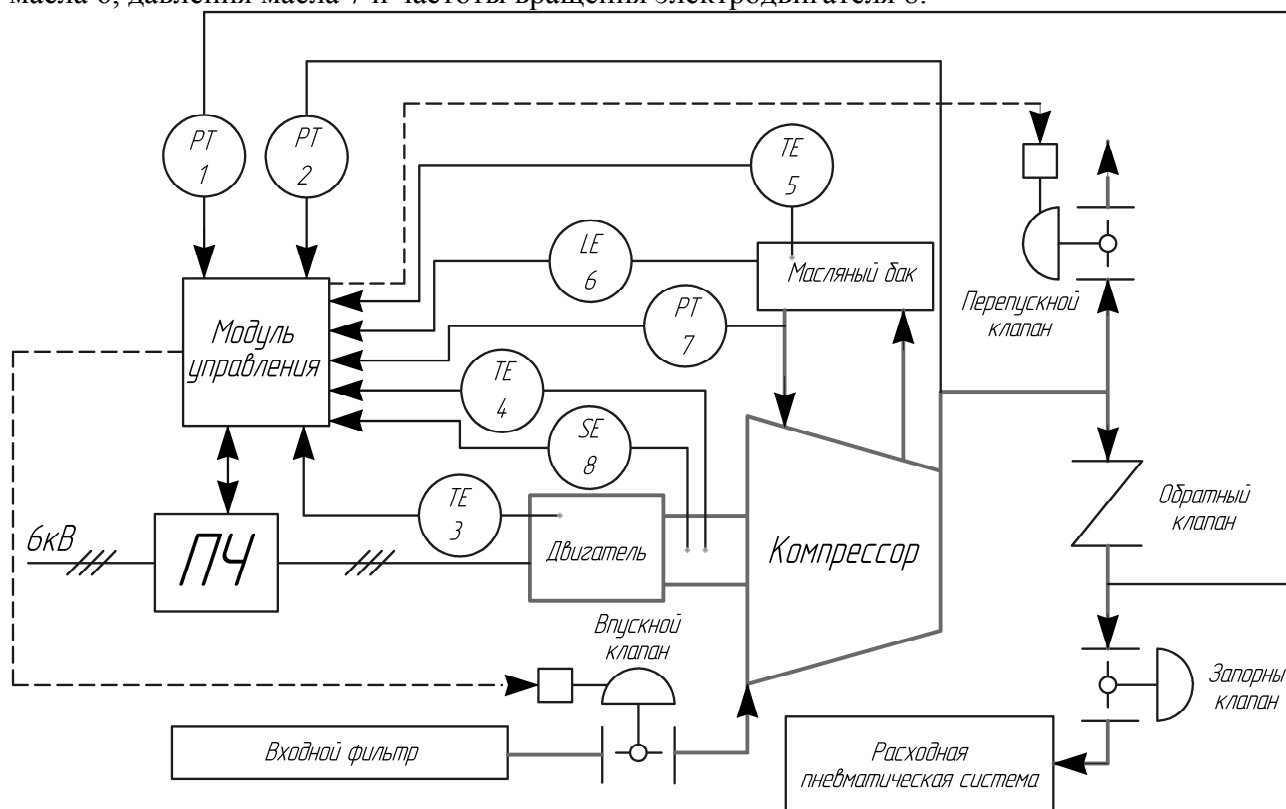 масла 6, давления масла 7 и частоты вращения электродвигателя 8.
PT
1
PT
2
TE
5
LE
6
Масляный бак
PT
7
Перепускной
клапан
Модуль
управления
TE
4
SE
8
TE
3
Обратный
клапан
6кВ
ПЧ
Двигатель
Компрессор
Впускной
клапан
Запорны
клапан
Входной фильтр
Расходная
пневматическая система